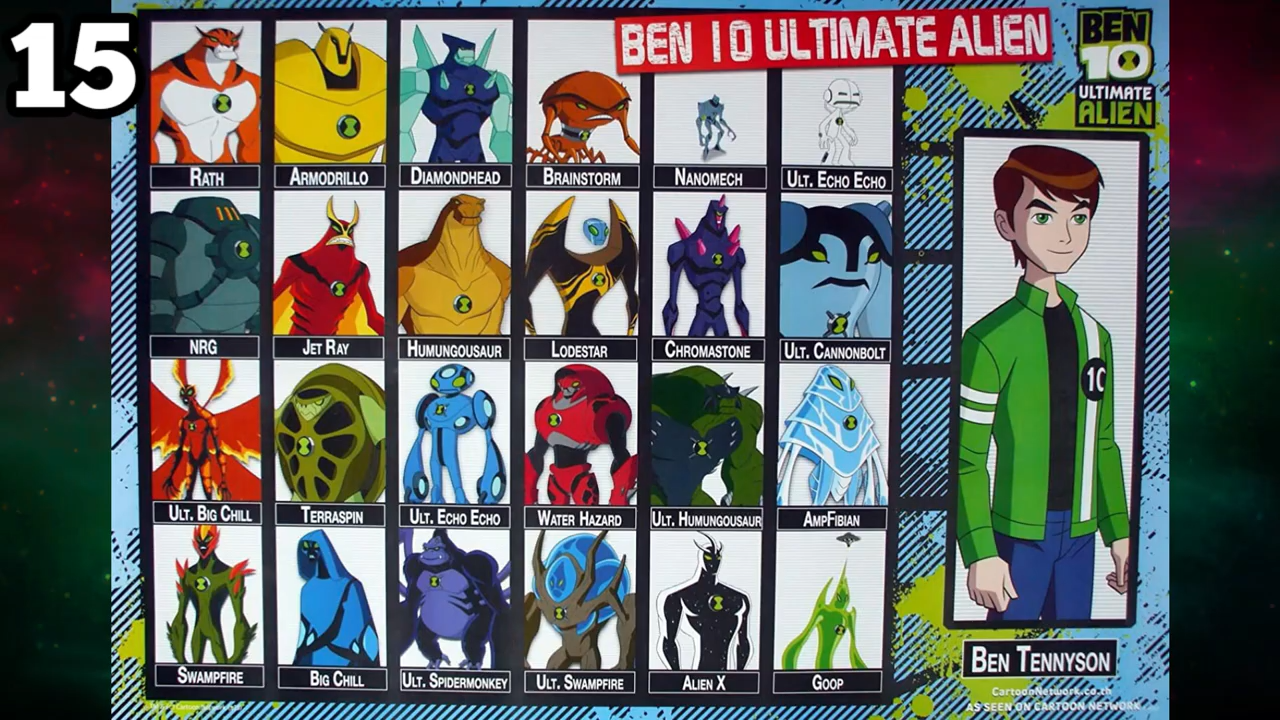 15
BEN 10 ULTIMATE ALIEN
BEN
10
ULTIMATE
ALIEN
RATH
ARMODRILLO
DIAMONDHEAD
BRAINSTORM
NANOMECH
ULT. ECHO ECHO
NRG
JET RAY
HUMUNGOUSAUR
LODESTAR
CHROMASTONE
ULT. CANNONBOLT
10
ULT. BIG CHILL
TERRASPIN
ULT. ECHO ECHO
WATER HAZARD
ULT. HUMUNGOUSAUR
AMPFIBIAN
SWAMPFIRE
BIG CHILL
ULT. SPIDERMONKEY
ULT. SWAMPFIRE
ALIEN X
GOOP
BEN TENNYSON
CartoonNetwork.co.th
AS SEEN ON CARTOON NETWORK